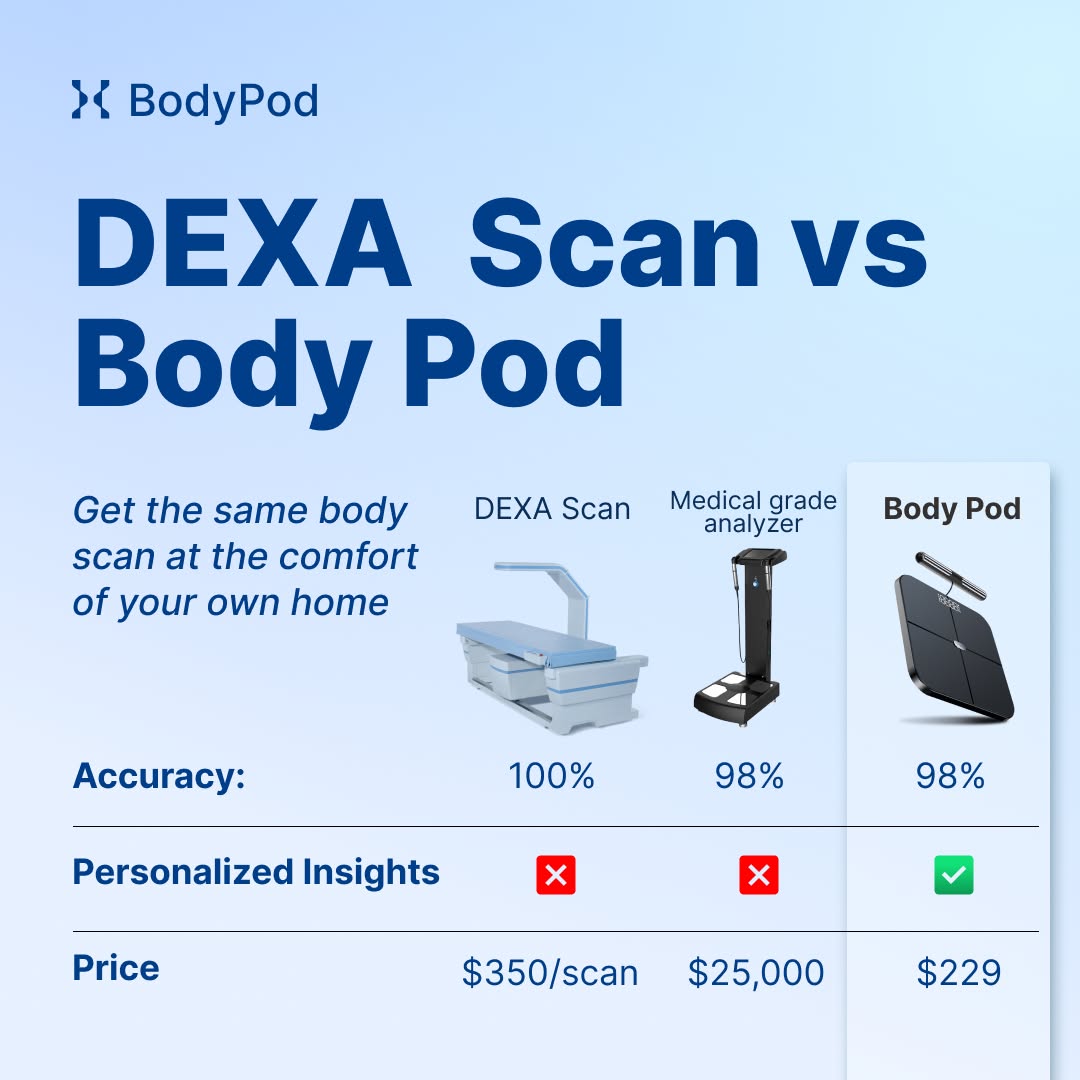 BodyPod
DEXA Scan vs
Body Pod
Get the same body
scan at the comfort
of your own home
DEXA Scan
Medical grade
analyzer
Body Pod
Accuracy:
100%
98%
98%
Personalized Insights
Price
$350/scan
$25,000
$229